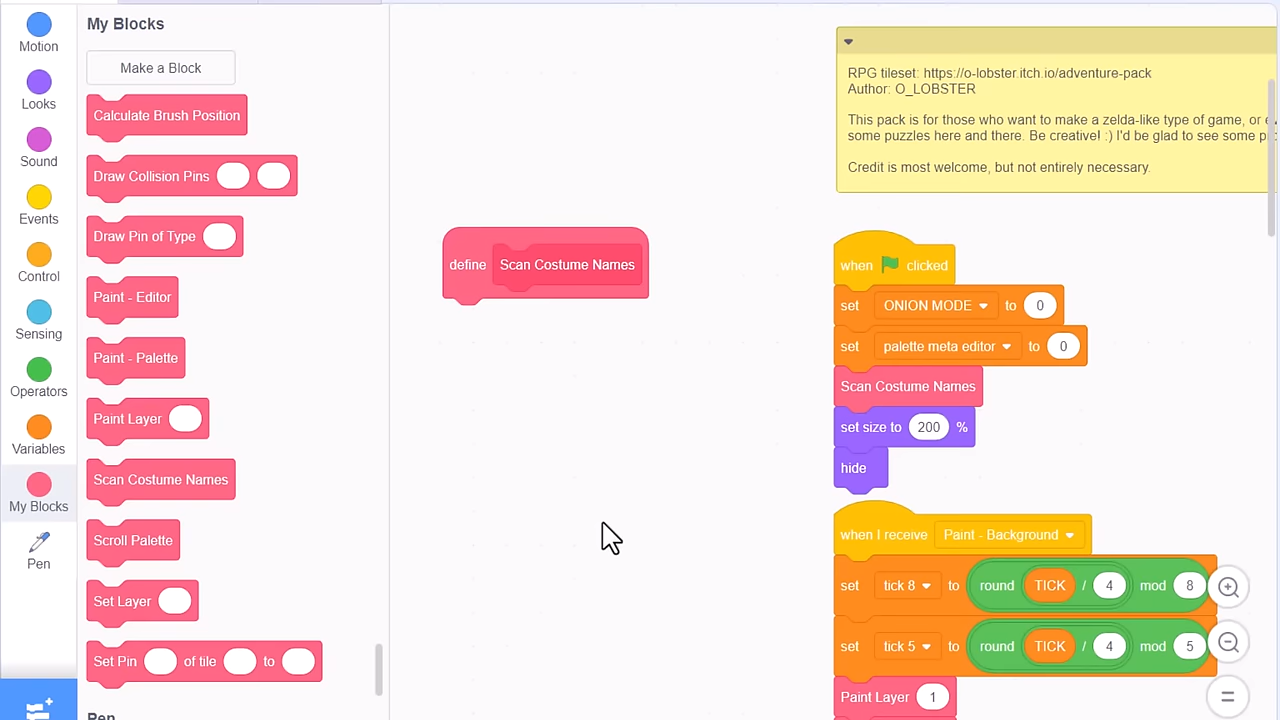 Motion
Looks
Sound
Events
Control
Sensing
Operators
Variables
My Blocks
Pen
My Blocks
Make a Block
Calculate Brush Position
Draw Collision Pins
Draw Pin of Type
Paint - Editor
Paint - Palette
Paint Layer
Scan Costume Names
Scroll Palette
Set Layer
Set Pin of tile to
define Scan Costume Names
RPG tileset: https://o-lobster.itch.io/adventure-pack
Author: O_LOBSTER
This pack is for those who want to make a zelda-like type of game, or
some puzzles here and there. Be creative! :) I'd be glad to see some
Credit is most welcome, but not entirely necessary.
when clicked
set ONION MODE to 0
set palette meta editor to 0
Scan Costume Names
set size to 200 %
hide
when I receive Paint - Background
set tick 8 to round TICK / 4 mod 8
set tick 5 to round TICK / 4 mod 5
Paint Layer 1